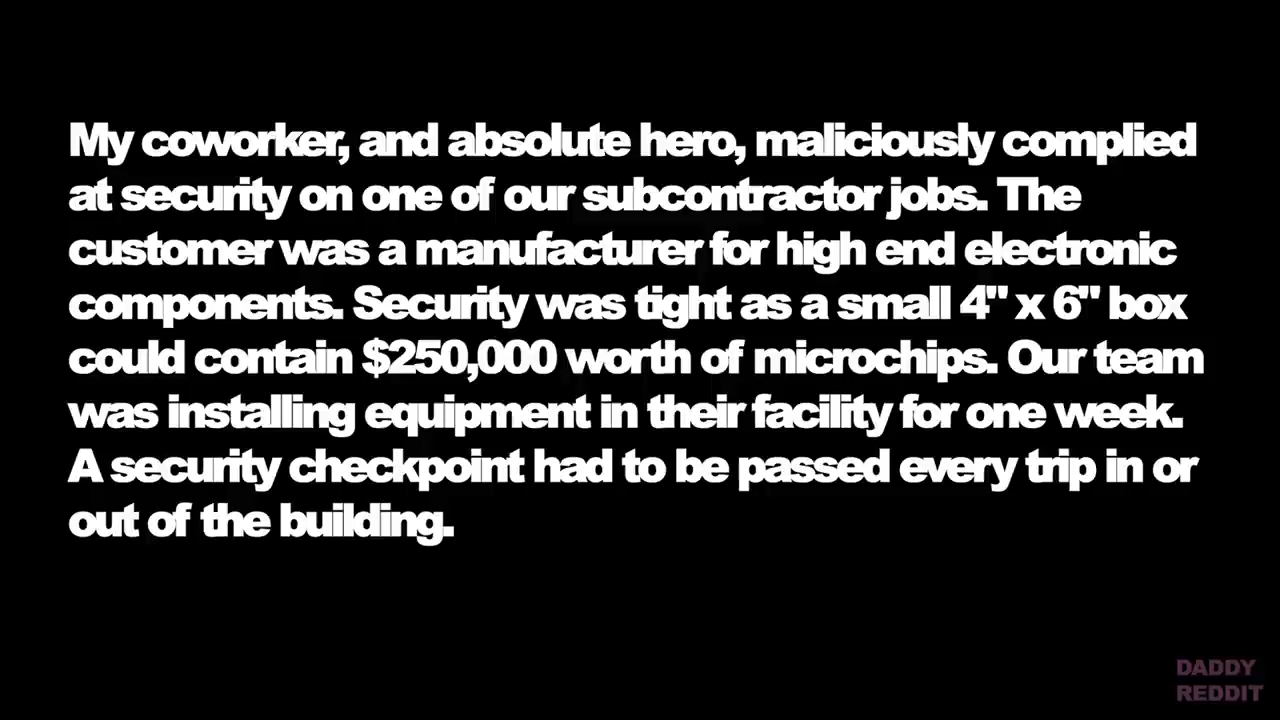 My coworker, and absolute hero, maliciously complied
at security on one of our subcontractor jobs. The
customer was a manufacturer for high end electronic
components. Security was tight as a small 4" x 6" box
could contain $250,000 worth of microchips. Our team
was installing equipment in their facility for one week.
A security checkpoint had to be passed every trip in or
out of the building.
DADDY
REDDIT